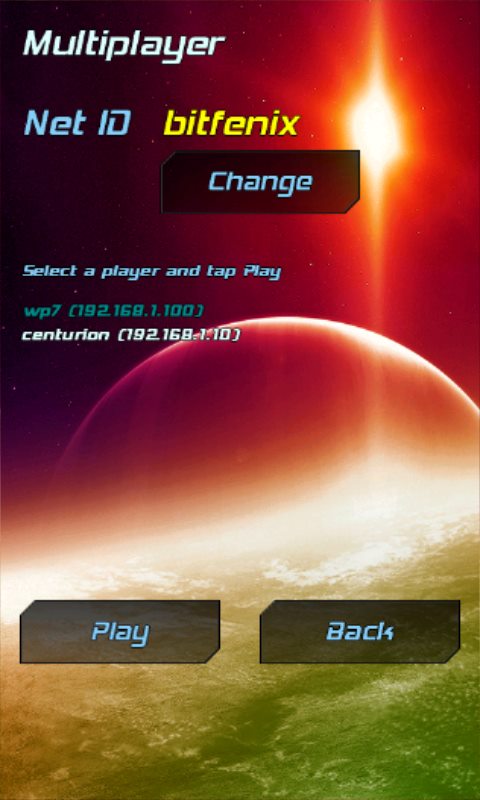 Multiplayer
Net ID bitfenix
Change
Select a player and tap Play
wp7 (192.168.1.100)
centurion (192.168.1.10)
Play Back